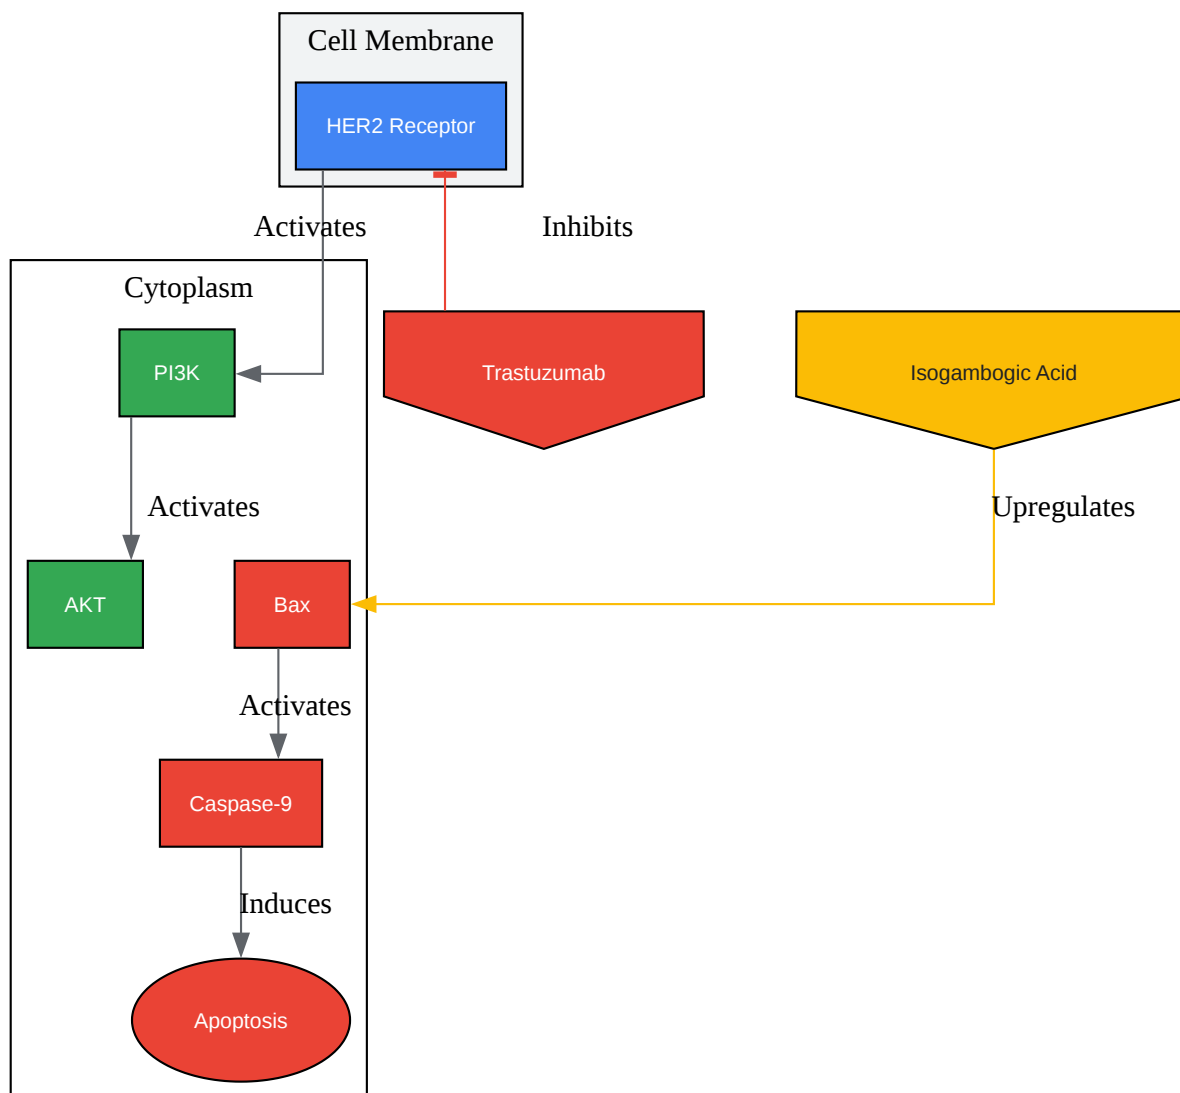 Cell Membrane
HER2 Receptor
Activates
Inhibits
Cytoplasm
PI3K
Trastuzumab
Isogambogic Acid
Activates
Upregulates
AKT
Bax
Activates
Caspase-9
Induces
Apoptosis